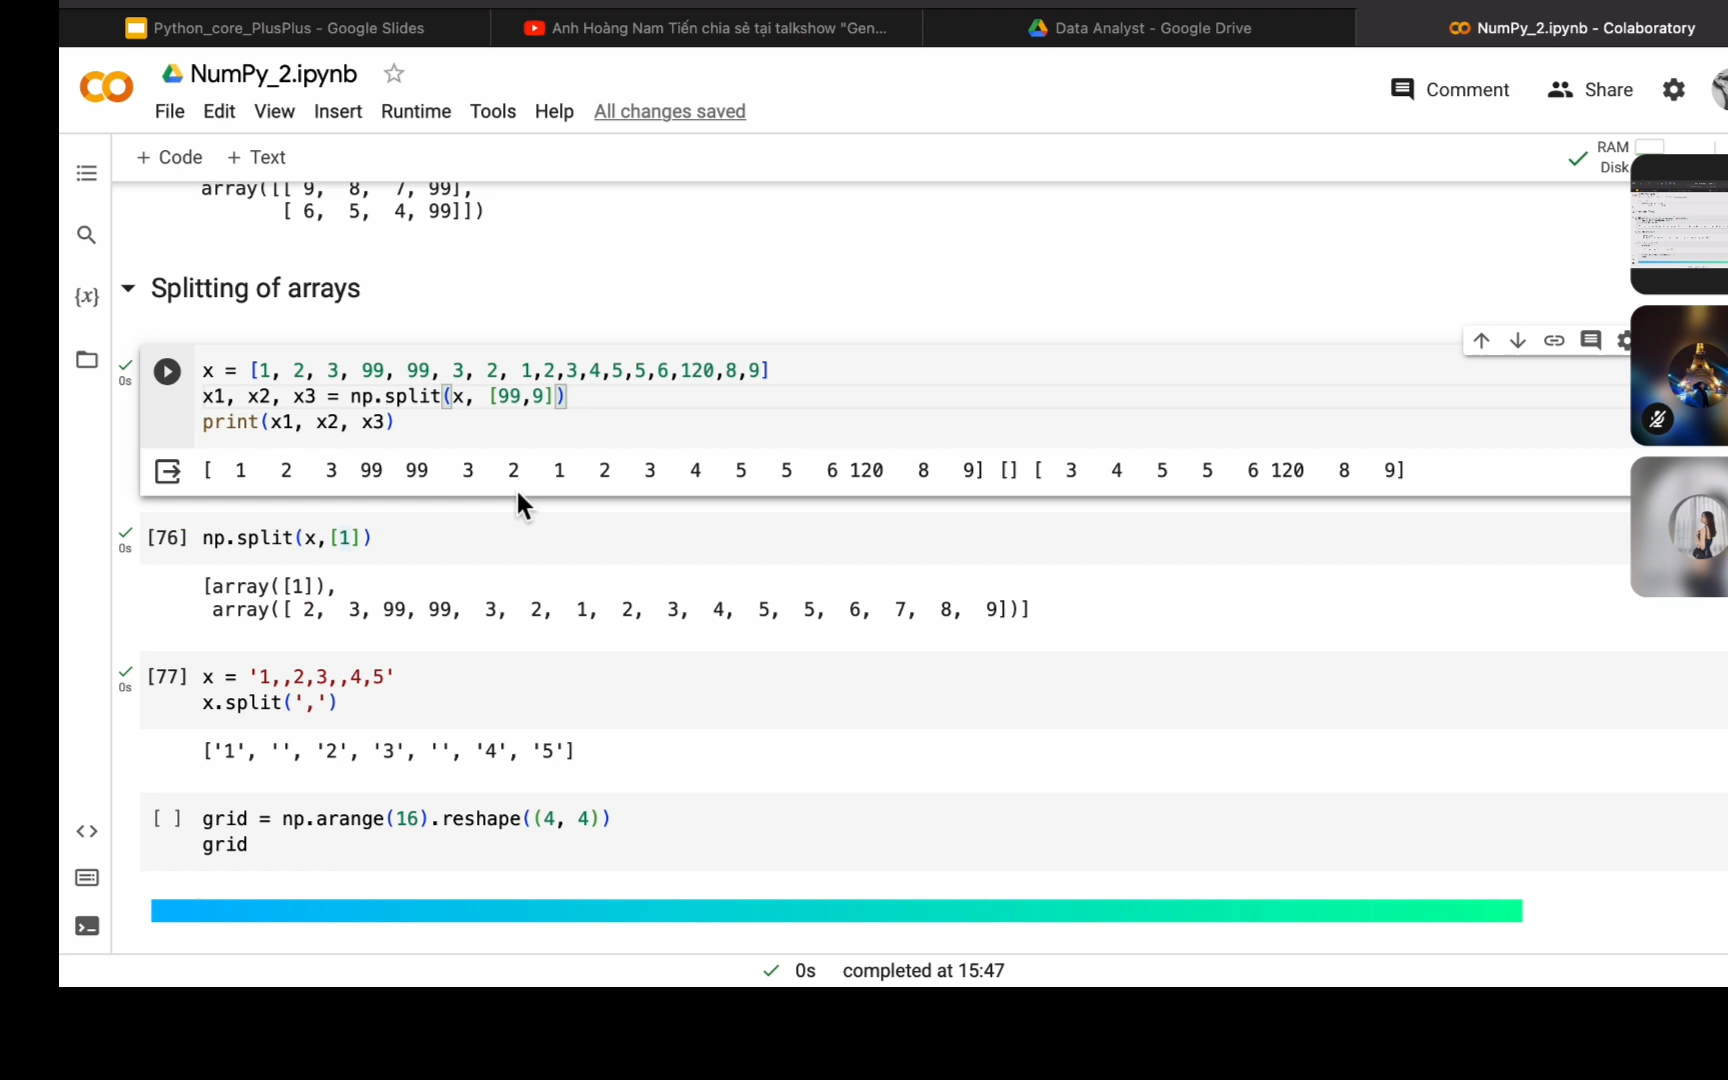 Python_core_PlusPlus - Google Slides
Anh Hoàng Nam Tiến chia sẻ tại talkshow "Gen...
Data Analyst - Google Drive
NumPy_2.ipynb - Colaboratory
NumPy_2.ipynb
Comment
Share
File Edit View Insert Runtime Tools Help All changes saved
+ Code + Text
RAM
Disk
array([[ 9, 8, 7, 99],
[ 6, 5, 4, 99]])
{x}
Splitting of arrays
0s
x = [1, 2, 3, 99, 99, 3, 2, 1,2,3,4,5,5,6,120,8,9]
x1, x2, x3 = np.split(x, [99,9])
print(x1, x2, x3)
[ 1 2 3 99 99 3 2 1 2 3 4 5 5 6 120 8 9] [] [ 3 4 5 5 6 120 8 9]
0s
[76] np.split(x,[1])
[array([1]),
array([ 2, 3, 99, 99, 3, 2, 1, 2, 3, 4, 5, 5, 6, 7, 8, 9])]
0s
[77] x = '1,,2,3,,4,5'
x.split(',')
['1', '', '2', '3', '', '4', '5']
[ ] grid = np.arange(16).reshape((4, 4))
grid
0s completed at 15:47